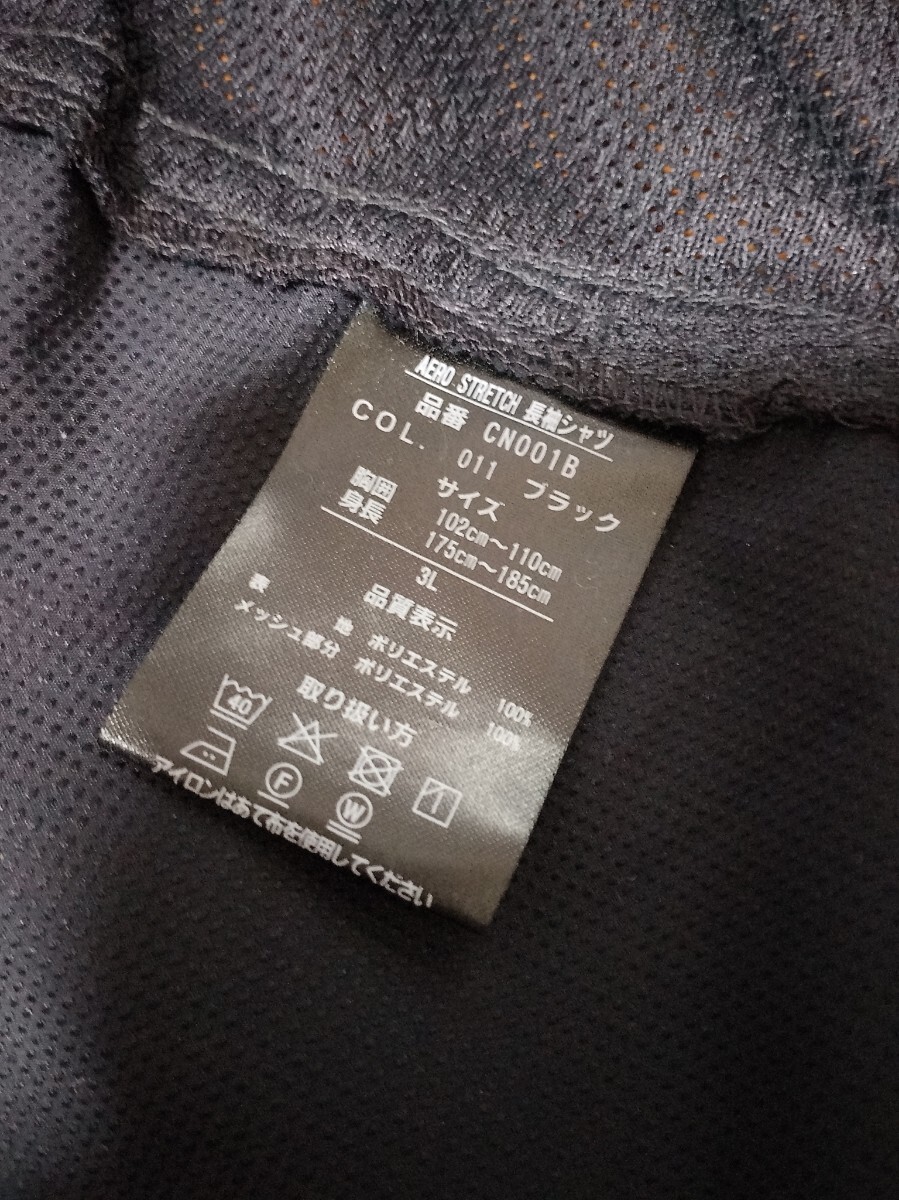 AERO STRETCH 長袖シャツ
品番 CN001B
COL. 011 ブラック
サイズ
胸囲 102cm～110cm
身長 175cm～185cm
3L
品質表示
表 地 ポリエステル 100%
メッシュ部分 ポリエステル 100%
取り扱い方
40
F
W
アイロンはあて布を使用してください